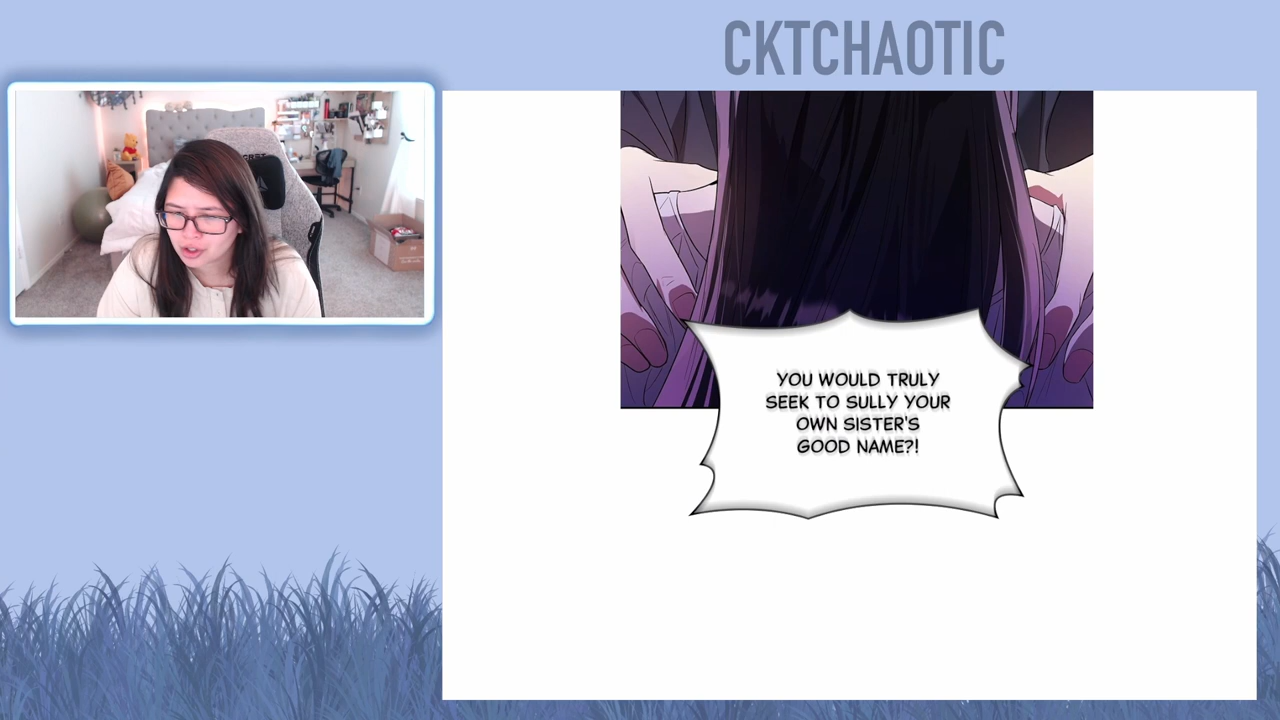 CKTCHAOTIC
YOU WOULD TRULY
SEEK TO SULLY YOUR
OWN SISTER'S
GOOD NAME?!